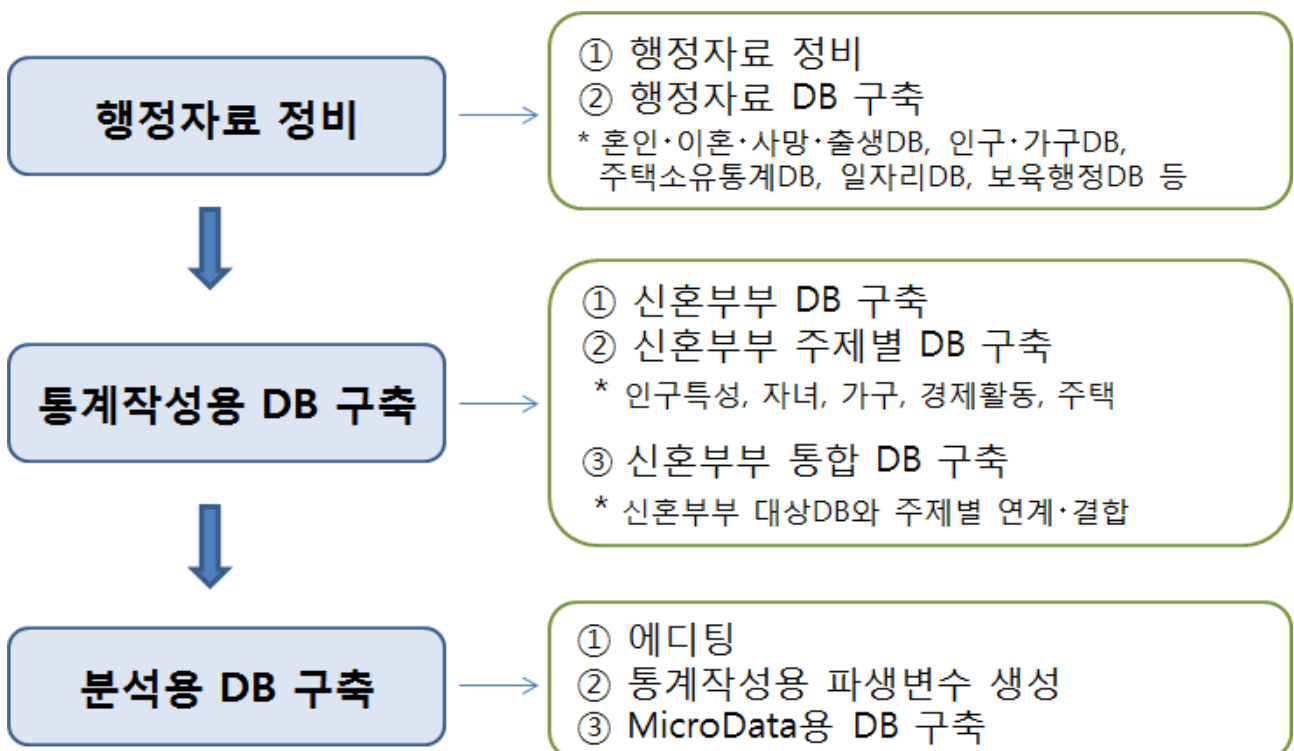 행정자료 정비
① 행정자료 정비
② 행정자료 DB 구축
* 혼인･이혼･사망･출생DB, 인구･가구DB,
주택소유통계DB, 일자리DB, 보육행정DB 등
통계작성용 DB 구축
① 신혼부부 DB 구축
② 신혼부부 주제별 DB 구축
* 인구특성, 자녀, 가구, 경제활동, 주택
③ 신혼부부 통합 DB 구축
* 신혼부부 대상DB와 주제별 연계･결합
분석용 DB 구축
① 에디팅
② 통계작성용 파생변수 생성
③ MicroData용 DB 구축